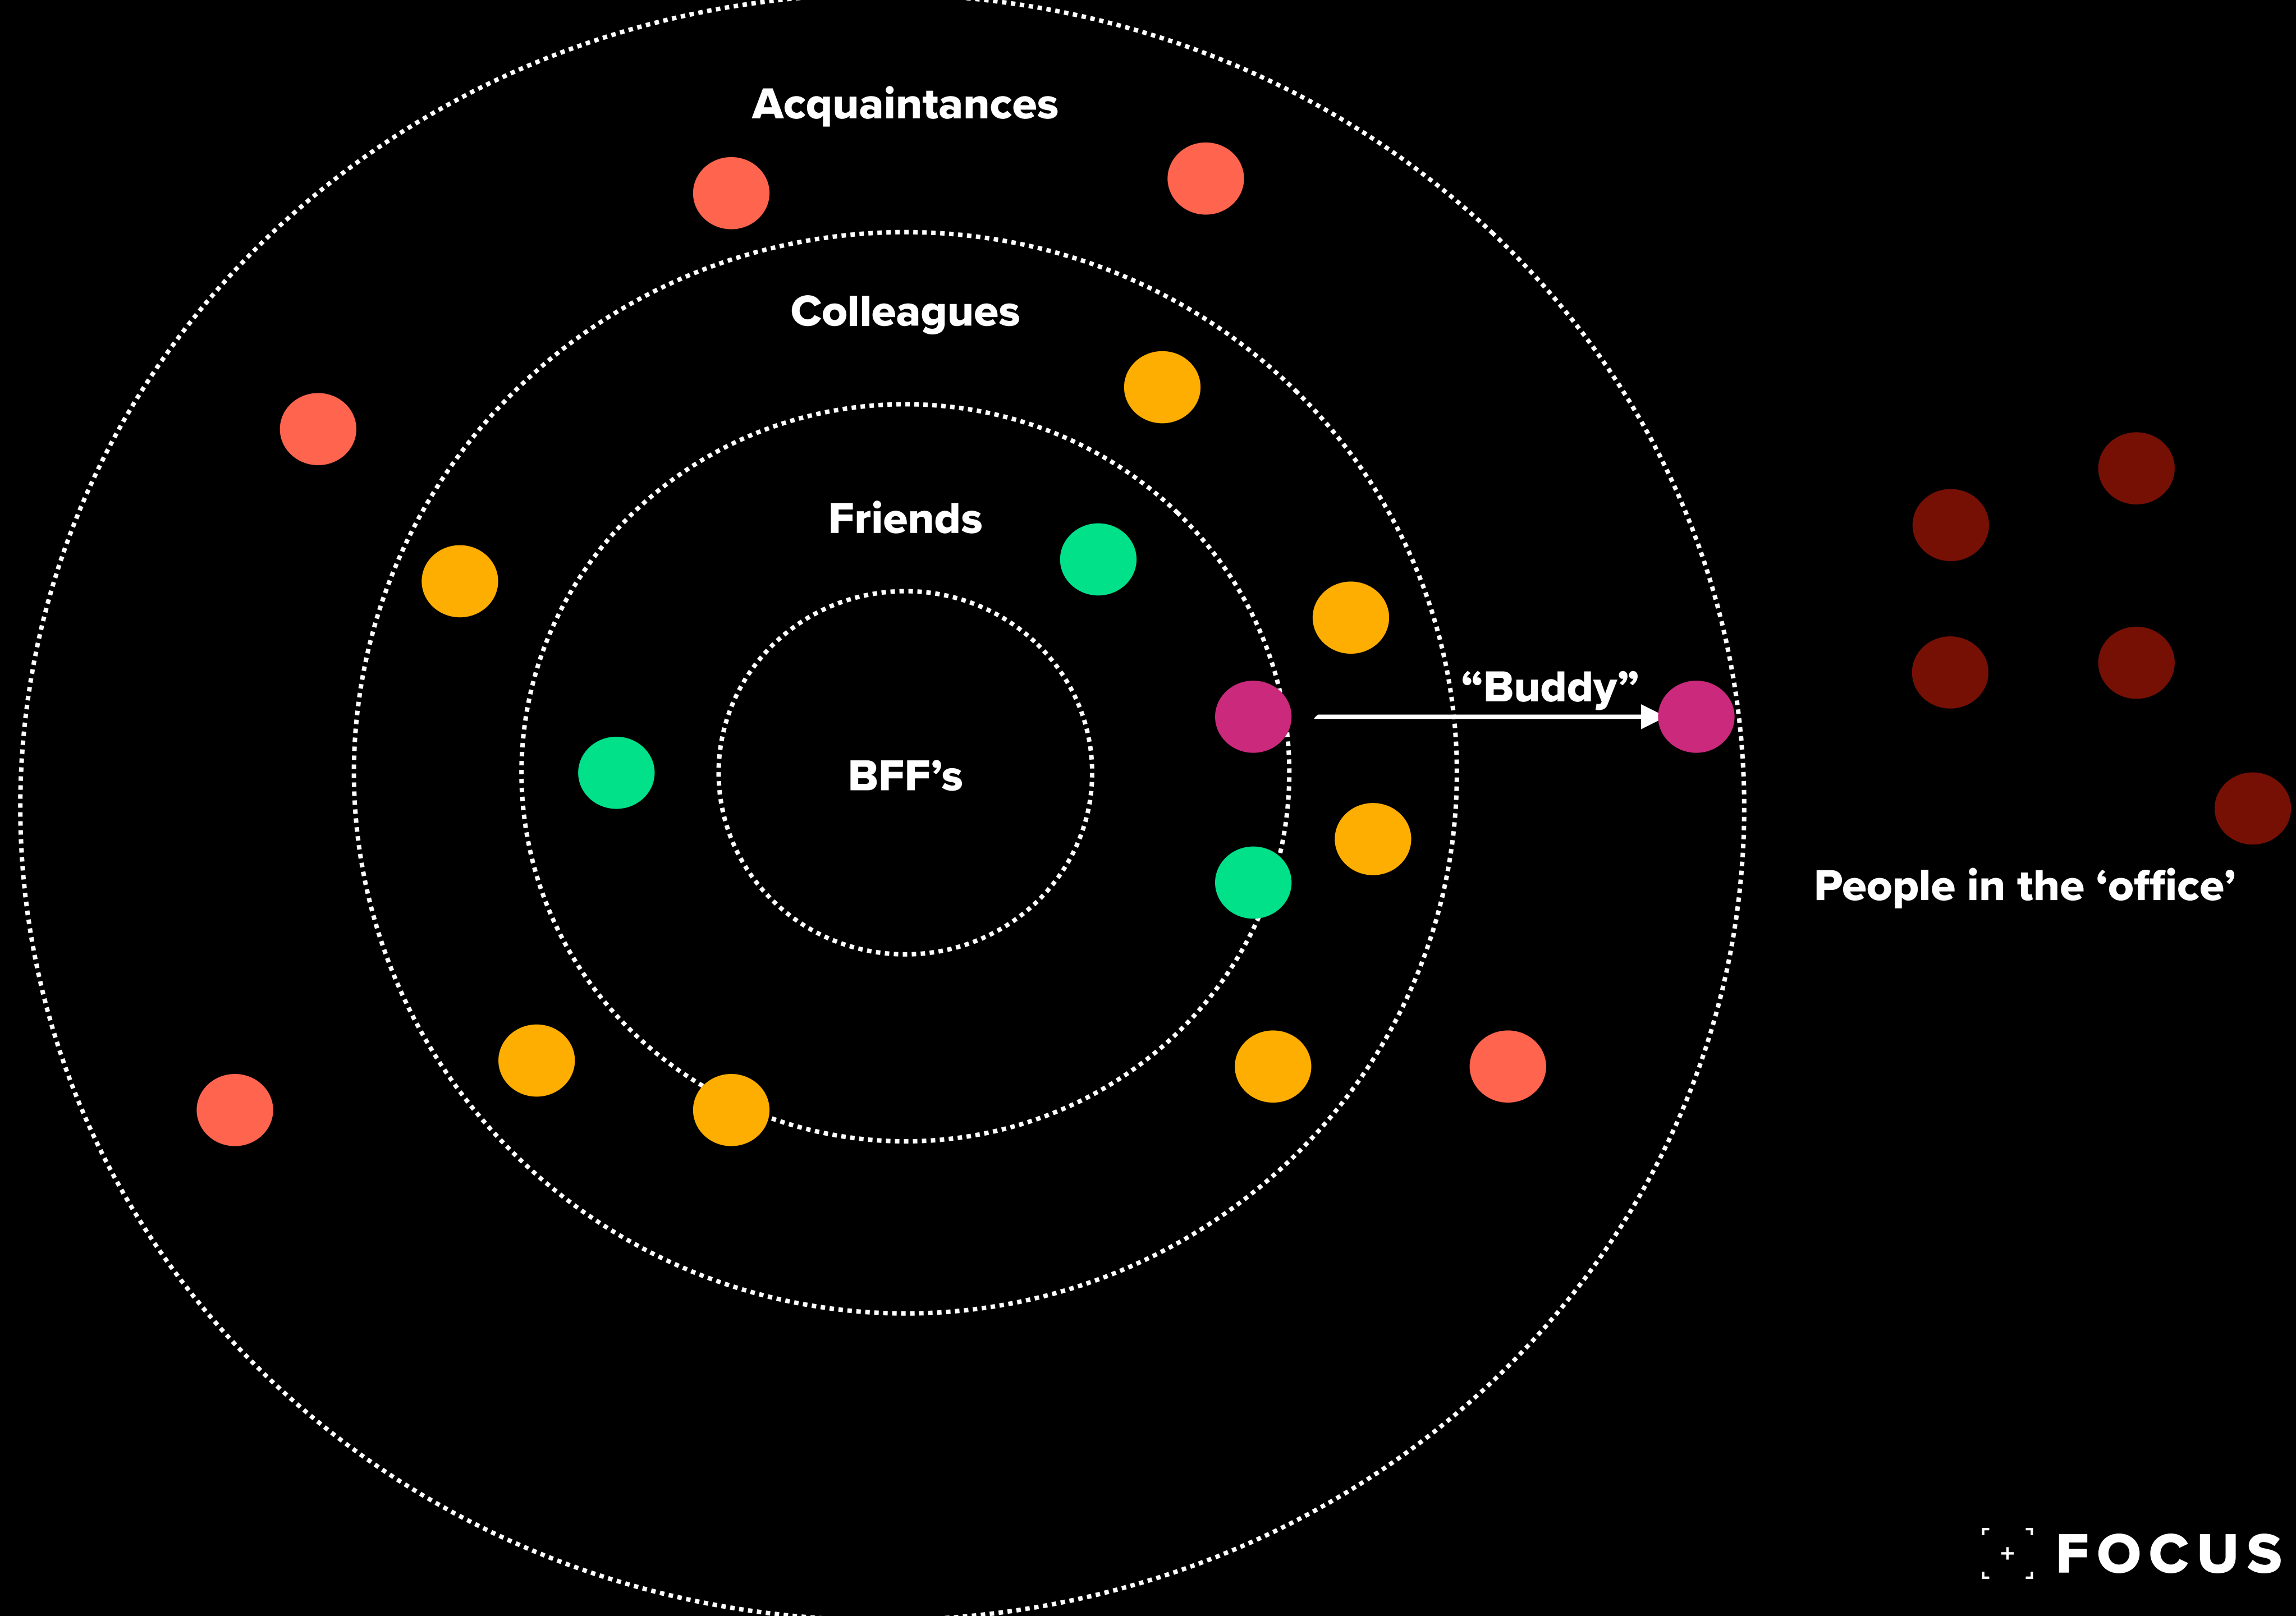 Acquaintances
Colleagues
Friends
“Buddy”
BFF’s
People in the ‘office’
FOCUS